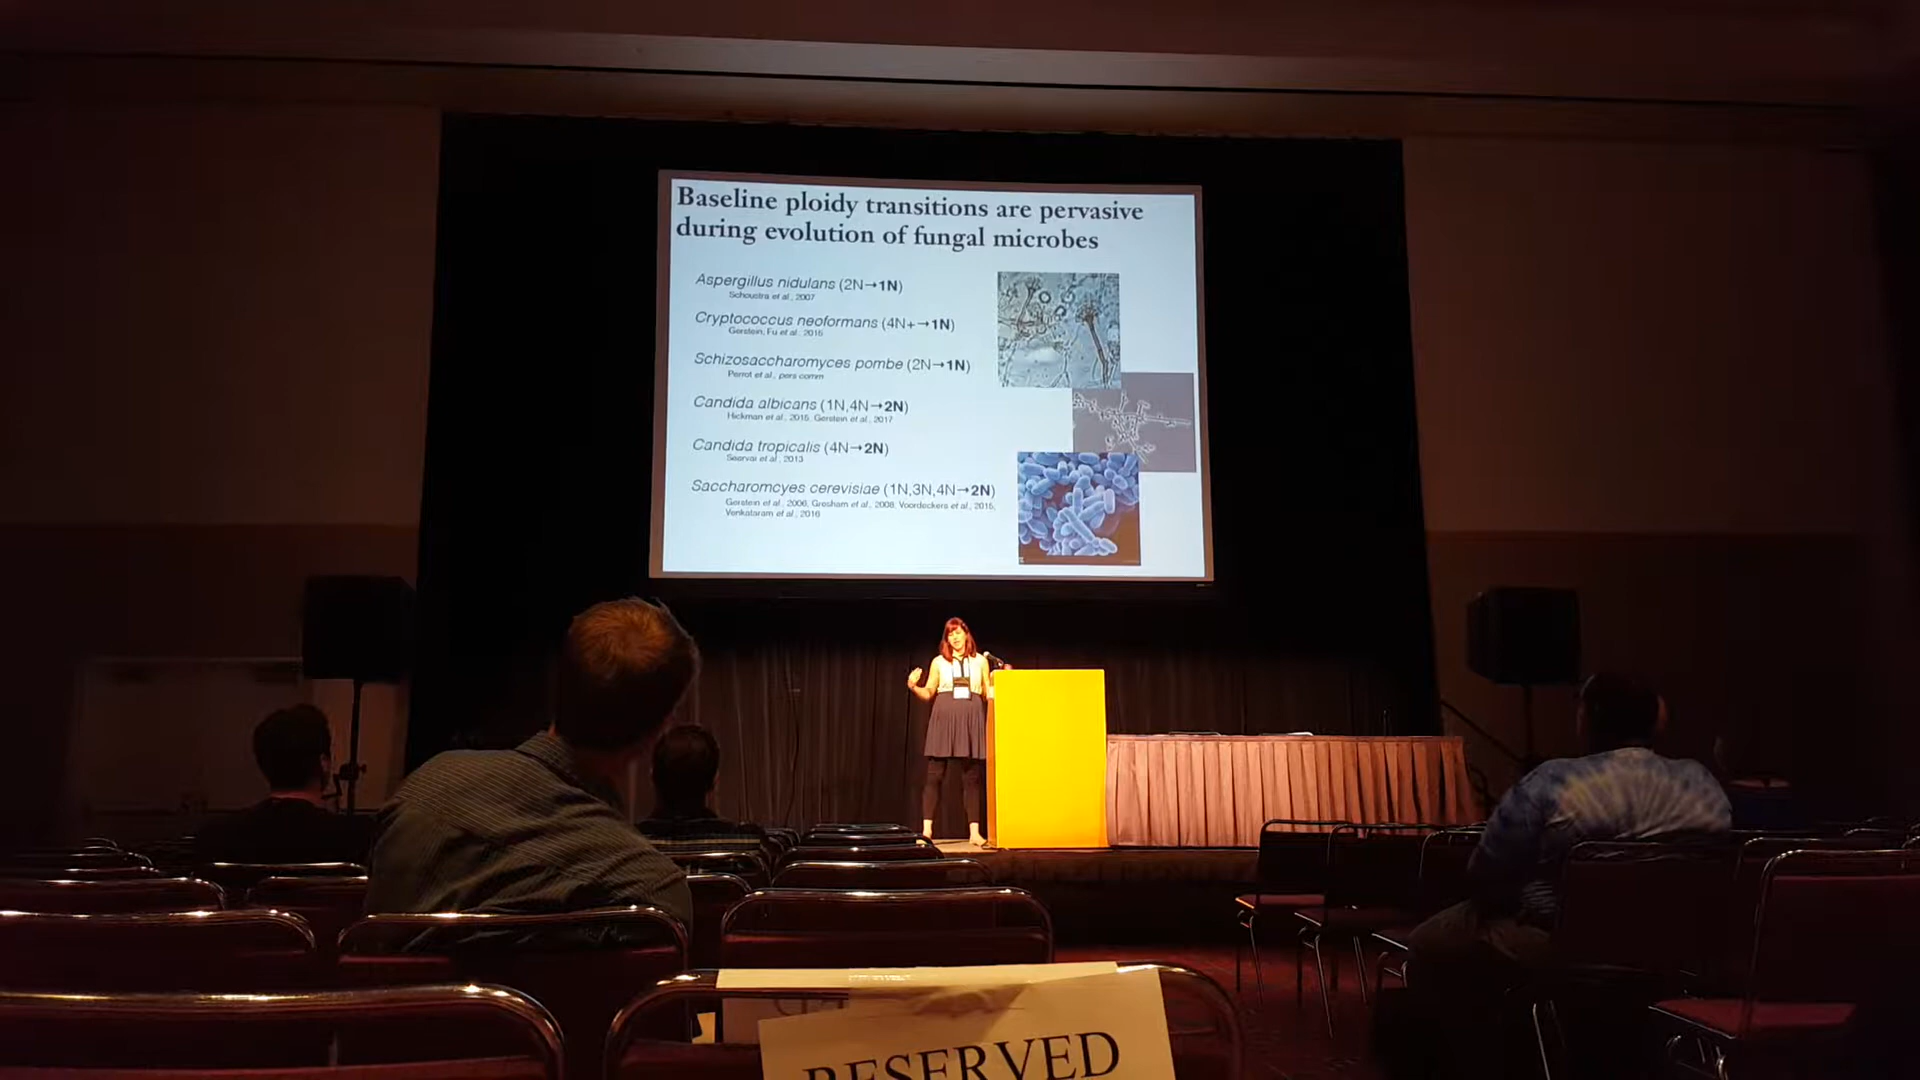 Baseline ploidy transitions are pervasive
during evolution of fungal microbes
Aspergillus nidulans (2N→1N)
Schoustra et al., 2007
Cryptococcus neoformans (4N+→1N)
Gerstein, Fu et al. 2015
Schizosaccharomyces pombe (2N→1N)
Perrot et al., pers comm
Candida albicans (1N,4N→2N)
Hickman et al., 2015, Gerstein et al., 2017
Candida tropicalis (4N→2N)
Seervai et al., 2013
Saccharomcyes cerevisiae (1N,3N,4N→2N)
Gerstein et al., 2006, Gresham et al., 2008, Voordeckers et al., 2015,
Venkataram et al., 2016
RESERVED